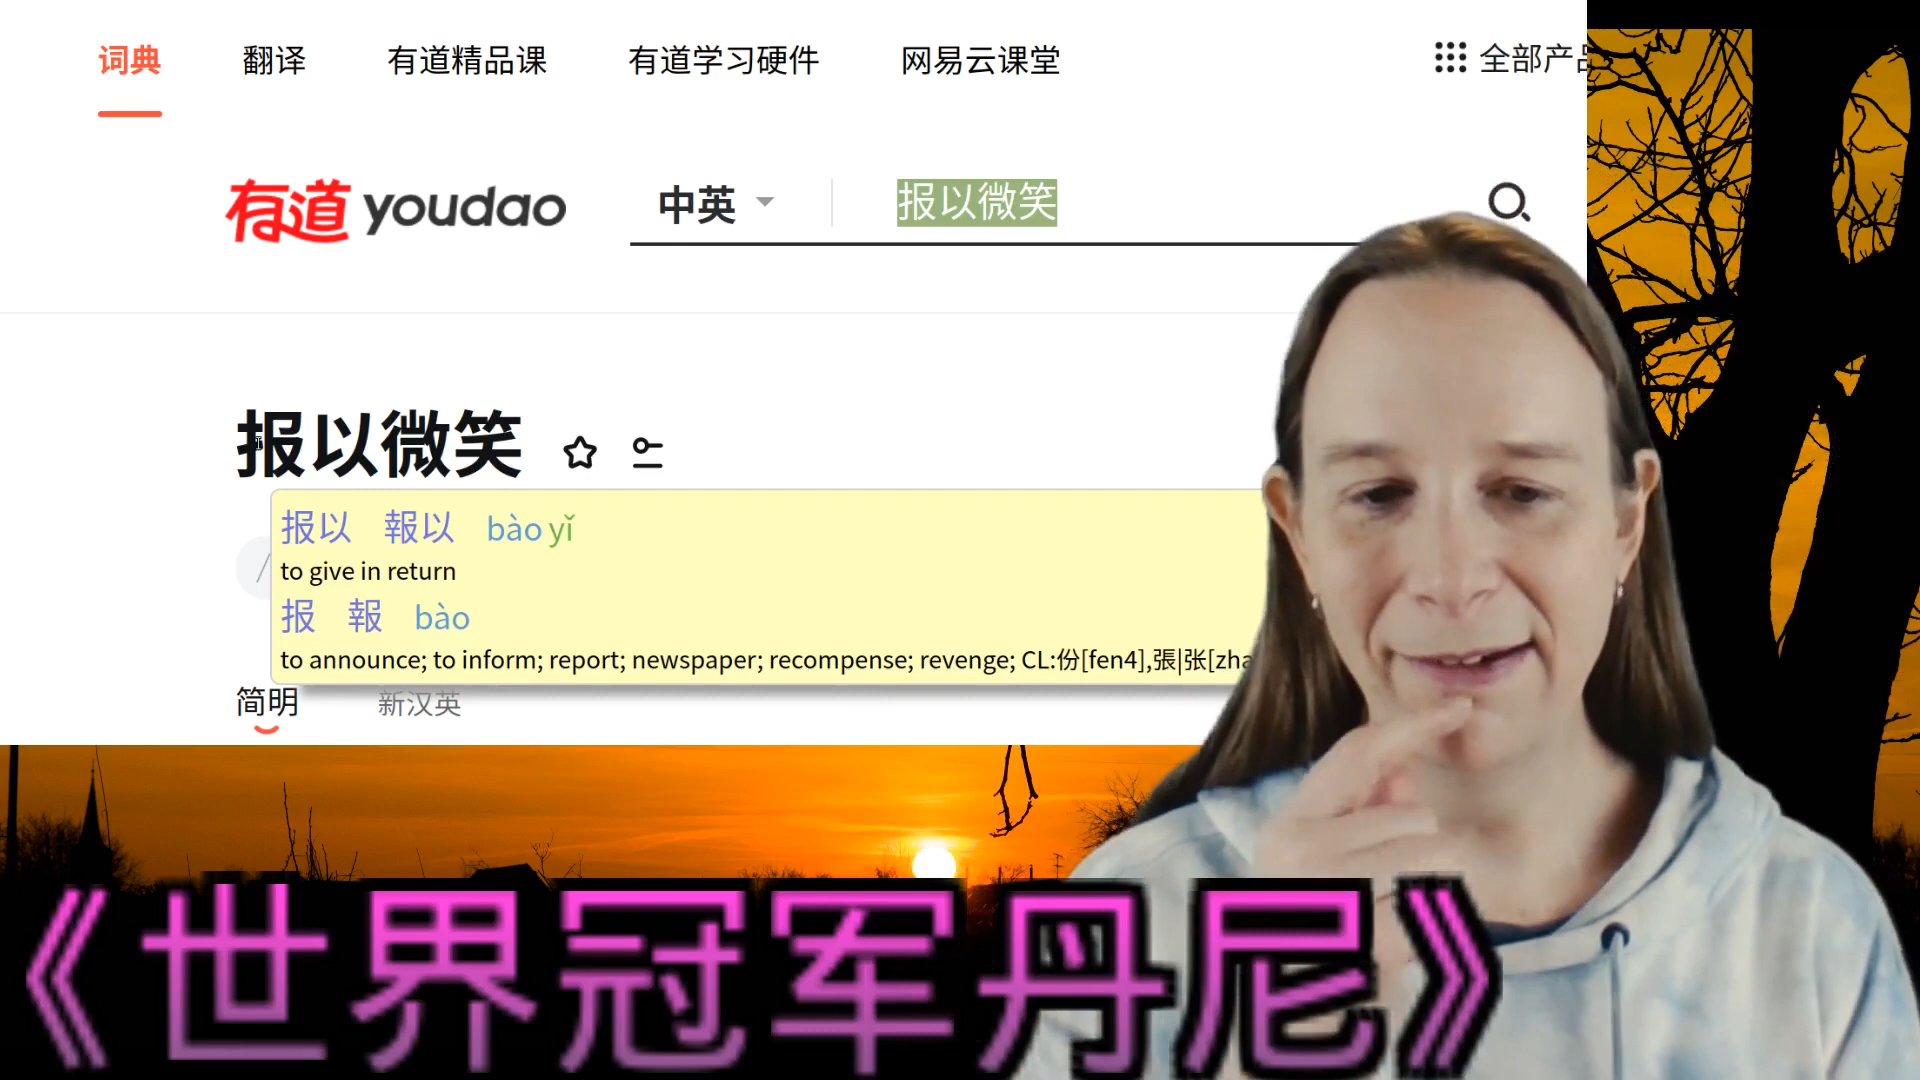 词典 翻译 有道精品课 有道学习硬件 网易云课堂 全部产品
有道 youdao 中英 报以微笑
报以微笑
报以 報以 bào yǐ
to give in return
报 報 bào
to announce; to inform; report; newspaper; recompense; revenge; CL:份[fen4],張|张[zha
简明 新汉英
《世界冠军丹尼》